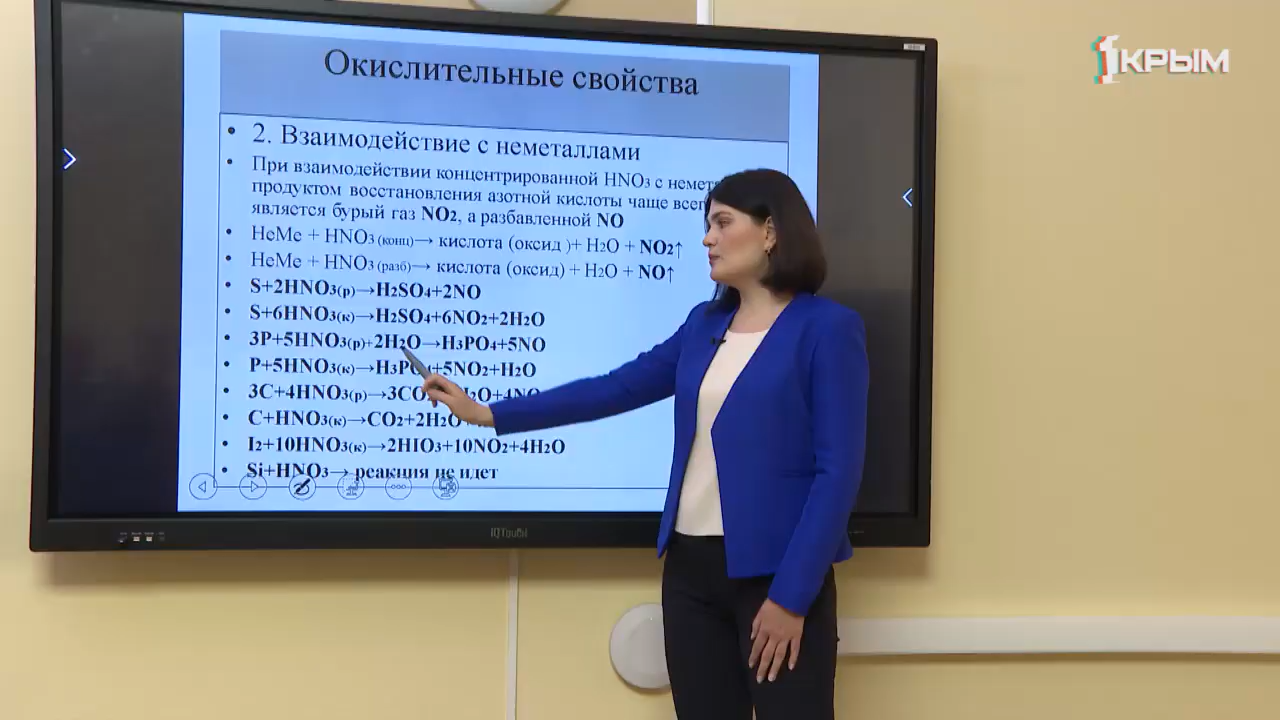 1КРЫМ
Окислительные свойства
• 2. Взаимодействие с неметаллами
• При взаимодействии концентрированной HNO3 с
продуктом восстановления азотной кислоты чаще
является бурый газ NO2, а разбавленной NO
• НеМе + HNO3 (конц)→ кислота (оксид )+ H2O + NO2↑
• НеМе + HNO3 (разб)→ кислота (оксид) + H2O + NO↑
• S+2HNO3(р)→H2SO4+2NO
• S+6HNO3(к)→H2SO4+6NO2+2H2O
• 3P+5HNO3(р)+2H2O→H3PO4+5NO
• P+5HNO3(к)→H3PO4+5NO2+H2O
• 3C+4HNO3(р)→3CO
• C+HNO3(к)→CO2+2H2O
• I2+10HNO3(к)→2HIO3+10NO2+4H2O
• Si+HNO3→ реакция не идет
IQTouch